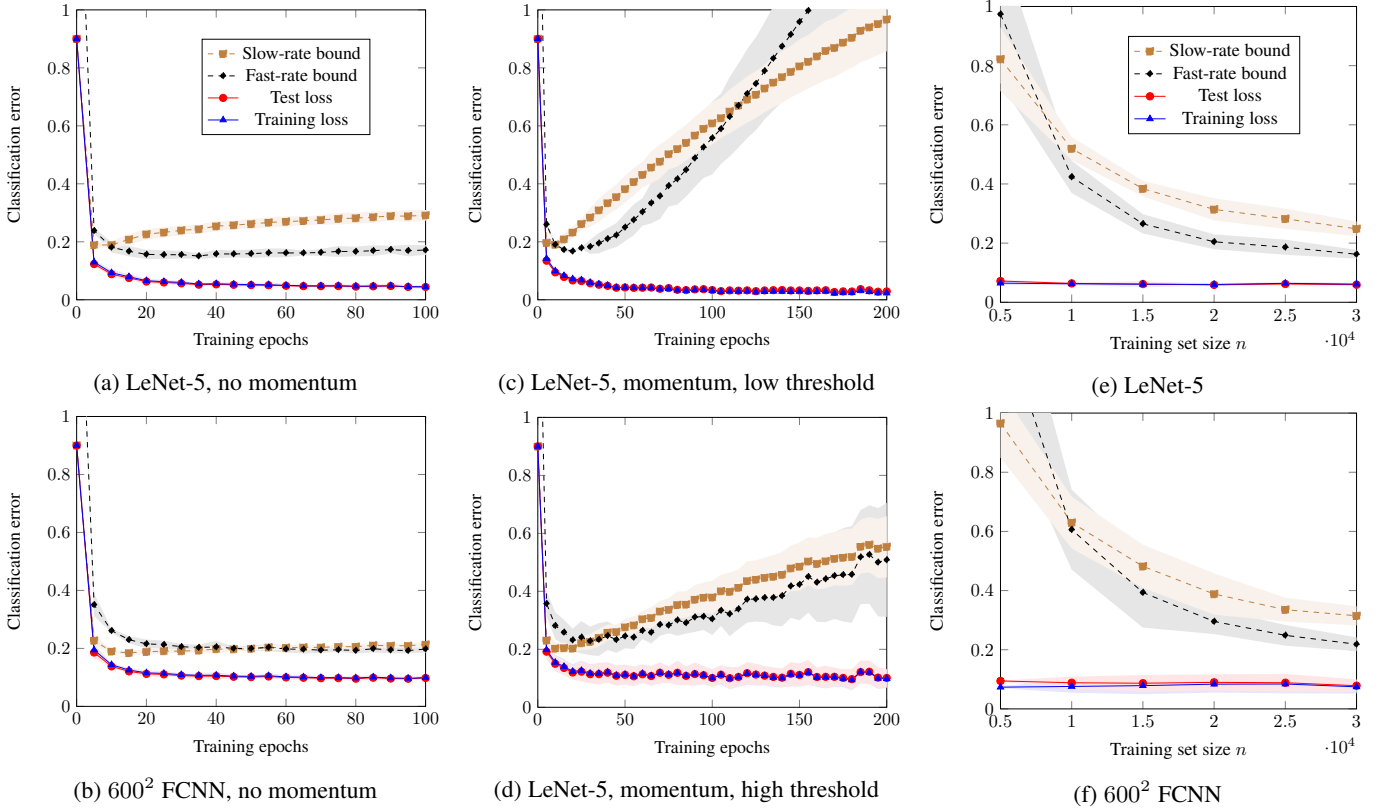 1
0.8
0.6
0.4
0.2
0
0
20
40
60
80
100
Classification error
Training epochs
Slow-rate bound
Fast-rate bound
Test loss
Training loss
(a) LeNet-5, no momentum
1
0.8
0.6
0.4
0.2
0
0
50
100
150
200
Classification error
Training epochs
(c) LeNet-5, momentum, low threshold
1
0.8
0.6
0.4
0.2
0
0.5
1
1.5
2
2.5
3
·10⁴
Classification error
Training set size n
Slow-rate bound
Fast-rate bound
Test loss
Training loss
(e) LeNet-5
1
0.8
0.6
0.4
0.2
0
0
20
40
60
80
100
Classification error
Training epochs
(b) 600² FCNN, no momentum
1
0.8
0.6
0.4
0.2
0
0
50
100
150
200
Classification error
Training epochs
(d) LeNet-5, momentum, high threshold
1
0.8
0.6
0.4
0.2
0
0.5
1
1.5
2
2.5
3
·10⁴
Classification error
Training set size n
(f) 600² FCNN